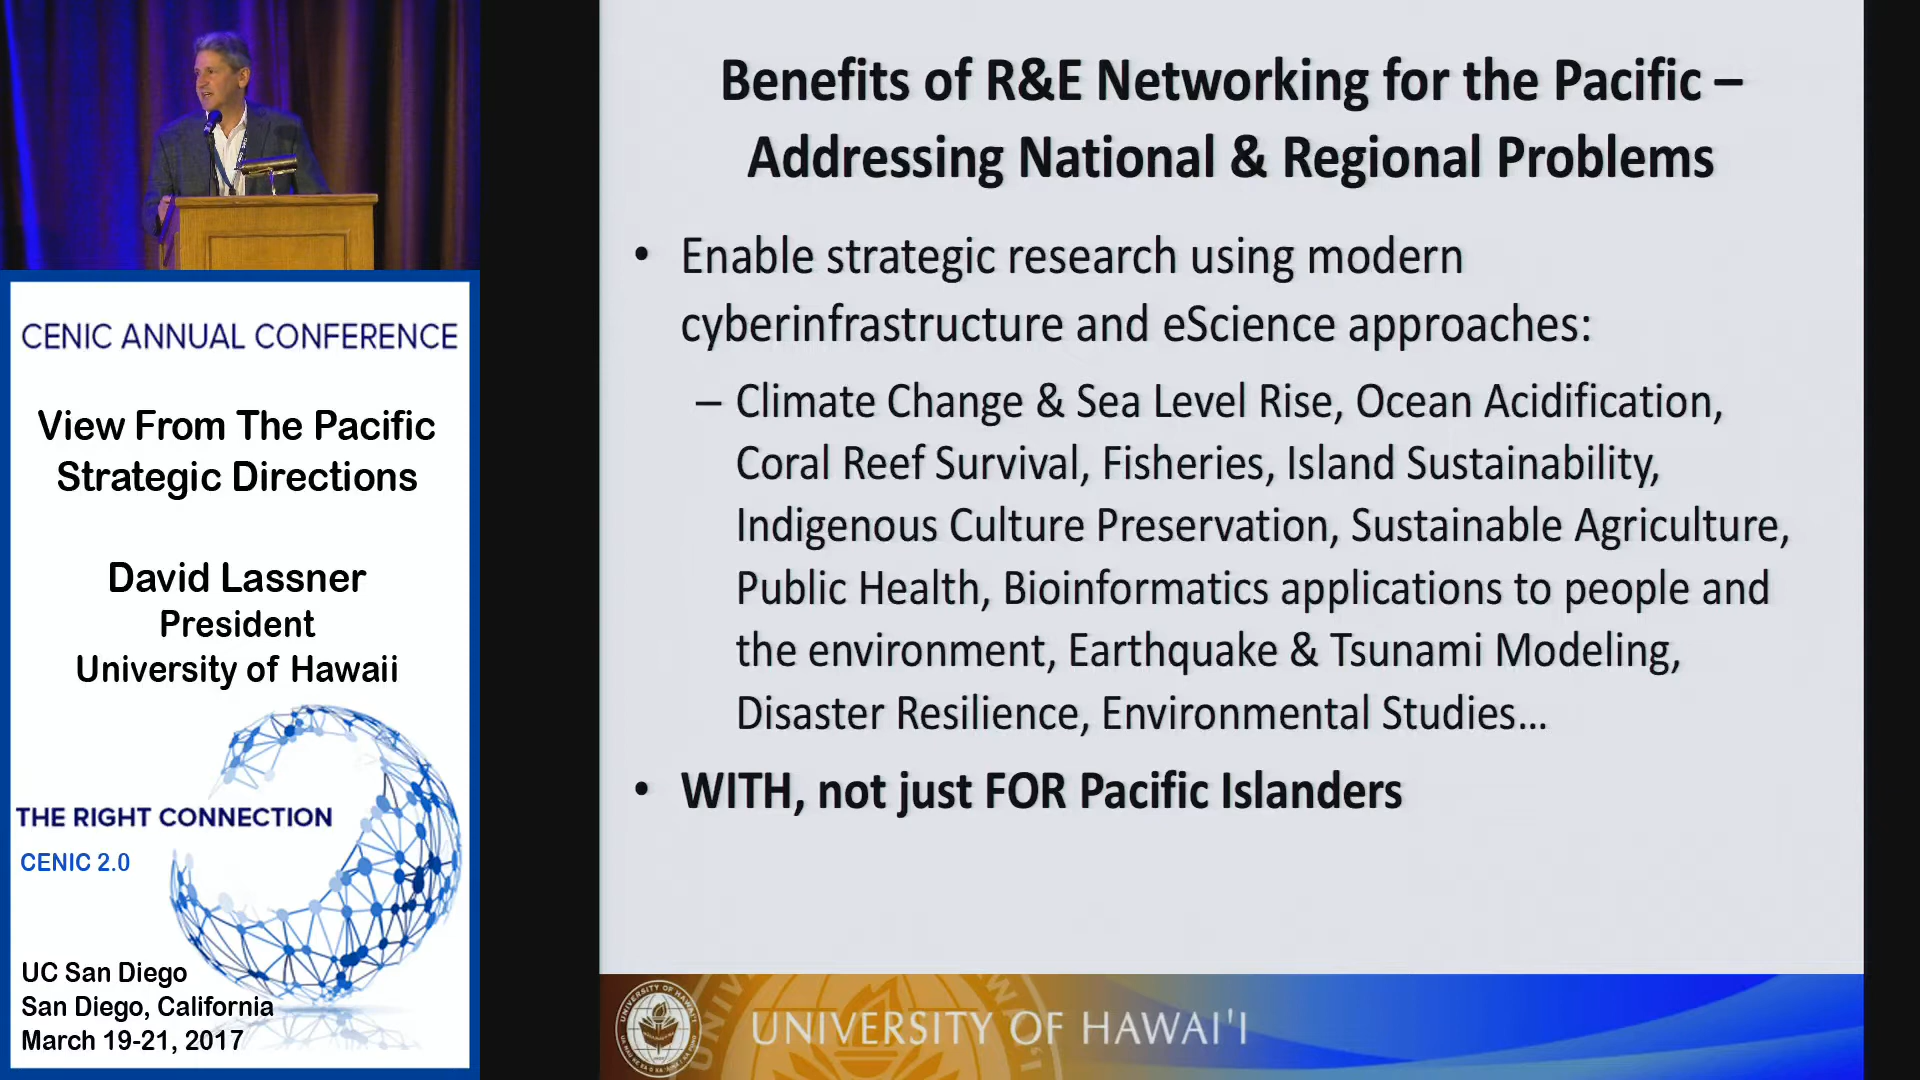 CENIC ANNUAL CONFERENCE
View From The Pacific
Strategic Directions
David Lassner
President
University of Hawaii
THE RIGHT CONNECTION
CENIC 2.0
UC San Diego
San Diego, California
March 19-21, 2017
Benefits of R&E Networking for the Pacific –
Addressing National & Regional Problems
• Enable strategic research using modern
cyberinfrastructure and eScience approaches:
– Climate Change & Sea Level Rise, Ocean Acidification,
Coral Reef Survival, Fisheries, Island Sustainability,
Indigenous Culture Preservation, Sustainable Agriculture,
Public Health, Bioinformatics applications to people and
the environment, Earthquake & Tsunami Modeling,
Disaster Resilience, Environmental Studies...
• WITH, not just FOR Pacific Islanders
UNIVERSITY OF HAWAI'I